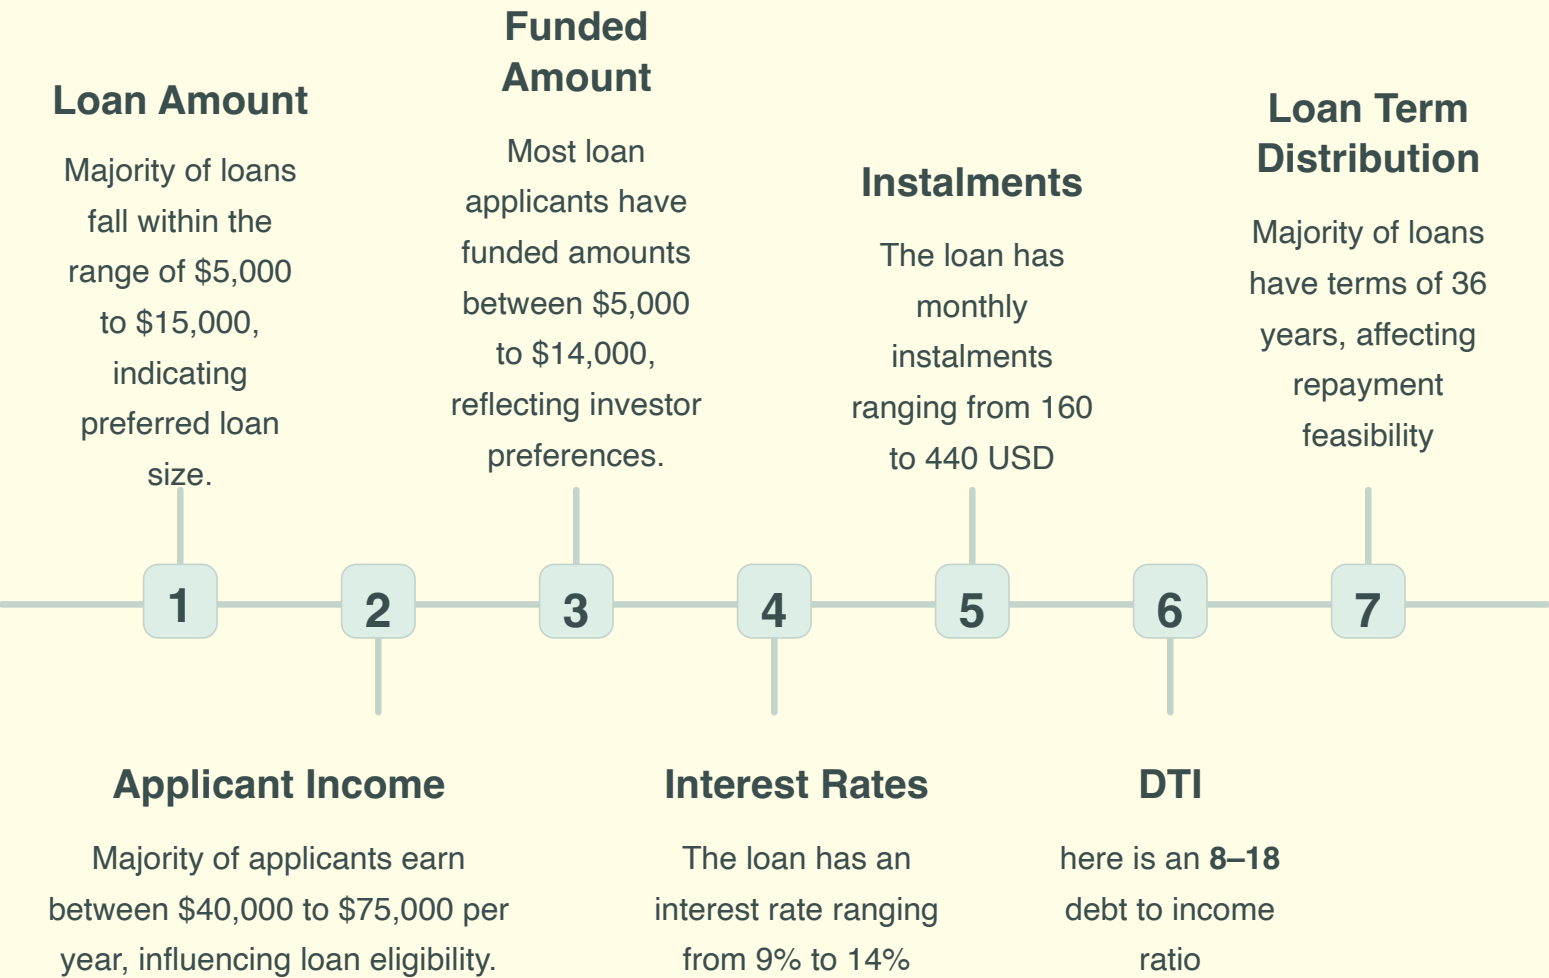 Loan Amount
Majority of loans
fall within the
range of $5,000
to $15,000,
indicating
preferred loan
size.
Funded
Amount
Most loan
applicants have
funded amounts
between $5,000
to $14,000,
reflecting investor
preferences.
Instalments
The loan has
monthly
instalments
ranging from 160
to 440 USD
Loan Term
Distribution
Majority of loans
have terms of 36
years, affecting
repayment
feasibility
1
2
3
4
5
6
7
Applicant Income
Majority of applicants earn
between $40,000 to $75,000 per
year, influencing loan eligibility.
Interest Rates
The loan has an
interest rate ranging
from 9% to 14%
DTI
here is an 8–18
debt to income
ratio